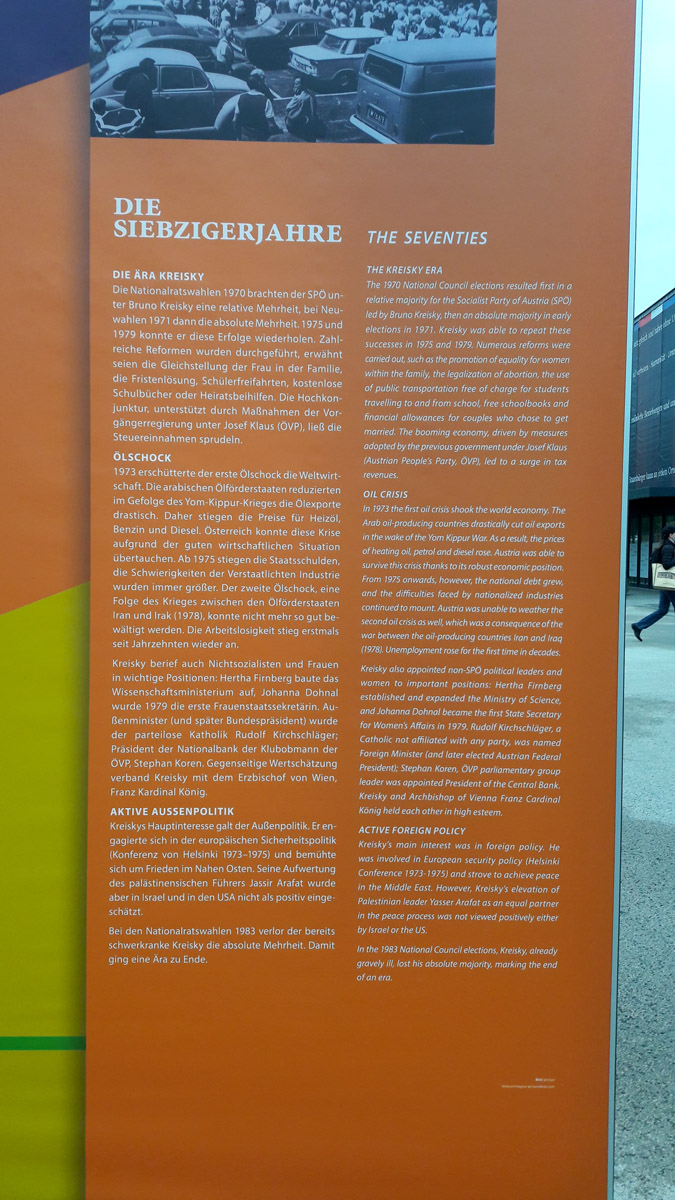 DIE
SIEBZIGERJAHRE
DIE ÄRA KREISKY
Die Nationalratswahlen 1970 brachten der SPÖ un-
ter Bruno Kreisky eine relative Mehrheit, bei Neu-
wahlen 1971 dann die absolute Mehrheit. 1975 und
1979 konnte er diese Erfolge wiederholen. Zahl-
reiche Reformen wurden durchgeführt, erwähnt
seien die Gleichstellung der Frau in der Familie,
die Fristenlösung, Schülerfreifahrten, kostenlose
Schulbücher oder Heiratsbeihilfen. Die Hochkon-
junktur, unterstützt durch Maßnahmen der Vor-
gängerregierung unter Josef Klaus (ÖVP), ließ die
Steuereinnahmen sprudeln.
ÖLSCHOCK
1973 erschütterte der erste Ölschock die Weltwirt-
schaft. Die arabischen Ölförderstaaten reduzierten
im Gefolge des Yom-Kippur-Krieges die Ölexporte
drastisch. Daher stiegen die Preise für Heizöl,
Benzin und Diesel. Österreich konnte diese Krise
aufgrund der guten wirtschaftlichen Situation
übertauchen. Ab 1975 stiegen die Staatsschulden,
die Schwierigkeiten der Verstaatlichten Industrie
wurden immer größer. Der zweite Ölschock, eine
Folge des Krieges zwischen den Ölförderstaaten
Iran und Irak (1978), konnte nicht mehr so gut be-
wältigt werden. Die Arbeitslosigkeit stieg erstmals
seit Jahrzehnten wieder an.
Kreisky berief auch Nichtsozialisten und Frauen
in wichtige Positionen: Hertha Firnberg baute das
Wissenschaftsministerium auf, Johanna Dohnal
wurde 1979 die erste Frauenstaatssekretärin. Au-
ßenminister (und später Bundespräsident) wurde
der parteilose Katholik Rudolf Kirchschläger;
Präsident der Nationalbank der Klubobmann der
ÖVP, Stephan Koren. Gegenseitige Wertschätzung
verband Kreisky mit dem Erzbischof von Wien,
Franz Kardinal König.
AKTIVE AUSSENPOLITIK
Kreiskys Hauptinteresse galt der Außenpolitik. Er en-
gagierte sich in der europäischen Sicherheitspolitik
(Konferenz von Helsinki 1973–1975) und bemühte
sich um Frieden im Nahen Osten. Seine Aufwertung
des palästinensischen Führers Jassir Arafat wurde
aber in Israel und in den USA nicht als positiv einge-
schätzt.
Bei den Nationalratswahlen 1983 verlor der bereits
schwerkranke Kreisky die absolute Mehrheit. Damit
ging eine Ära zu Ende.
THE SEVENTIES
THE KREISKY ERA
The 1970 National Council elections resulted first in a
relative majority for the Socialist Party of Austria (SPÖ)
led by Bruno Kreisky, then an absolute majority in early
elections in 1971. Kreisky was able to repeat these
successes in 1975 and 1979. Numerous reforms were
carried out, such as the promotion of equality for women
within the family, the legalization of abortion, the use
of public transportation free of charge for students
travelling to and from school, free schoolbooks and
financial allowances for couples who chose to get
married. The booming economy, driven by measures
adopted by the previous government under Josef Klaus
(Austrian People's Party, ÖVP), led to a surge in tax
revenues.
OIL CRISIS
In 1973 the first oil crisis shook the world economy. The
Arab oil-producing countries drastically cut oil exports
in the wake of the Yom Kippur War. As a result, the prices
of heating oil, petrol and diesel rose. Austria was able to
survive this crisis thanks to its robust economic position.
From 1975 onwards, however, the national debt grew,
and the difficulties faced by nationalized industries
continued to mount. Austria was unable to weather the
second oil crisis as well, which was a consequence of the
war between the oil-producing countries Iran and Iraq
(1978). Unemployment rose for the first time in decades.
Kreisky also appointed non-SPÖ political leaders and
women to important positions: Hertha Firnberg
established and expanded the Ministry of Science,
and Johanna Dohnal became the first State Secretary
for Women's Affairs in 1979. Rudolf Kirchschläger, a
Catholic not affiliated with any party, was named
Foreign Minister (and later elected Austrian Federal
President); Stephan Koren, ÖVP parliamentary group
leader was appointed President of the Central Bank.
Kreisky and Archbishop of Vienna Franz Cardinal
König held each other in high esteem.
ACTIVE FOREIGN POLICY
Kreisky's main interest was in foreign policy. He
was involved in European security policy (Helsinki
Conference 1973-1975) and strove to achieve peace
in the Middle East. However, Kreisky's elevation of
Palestinian leader Yasser Arafat as an equal partner
in the peace process was not viewed positively either
by Israel or the US.
In the 1983 National Council elections, Kreisky, already
gravely ill, lost his absolute majority, marking the end
of an era.